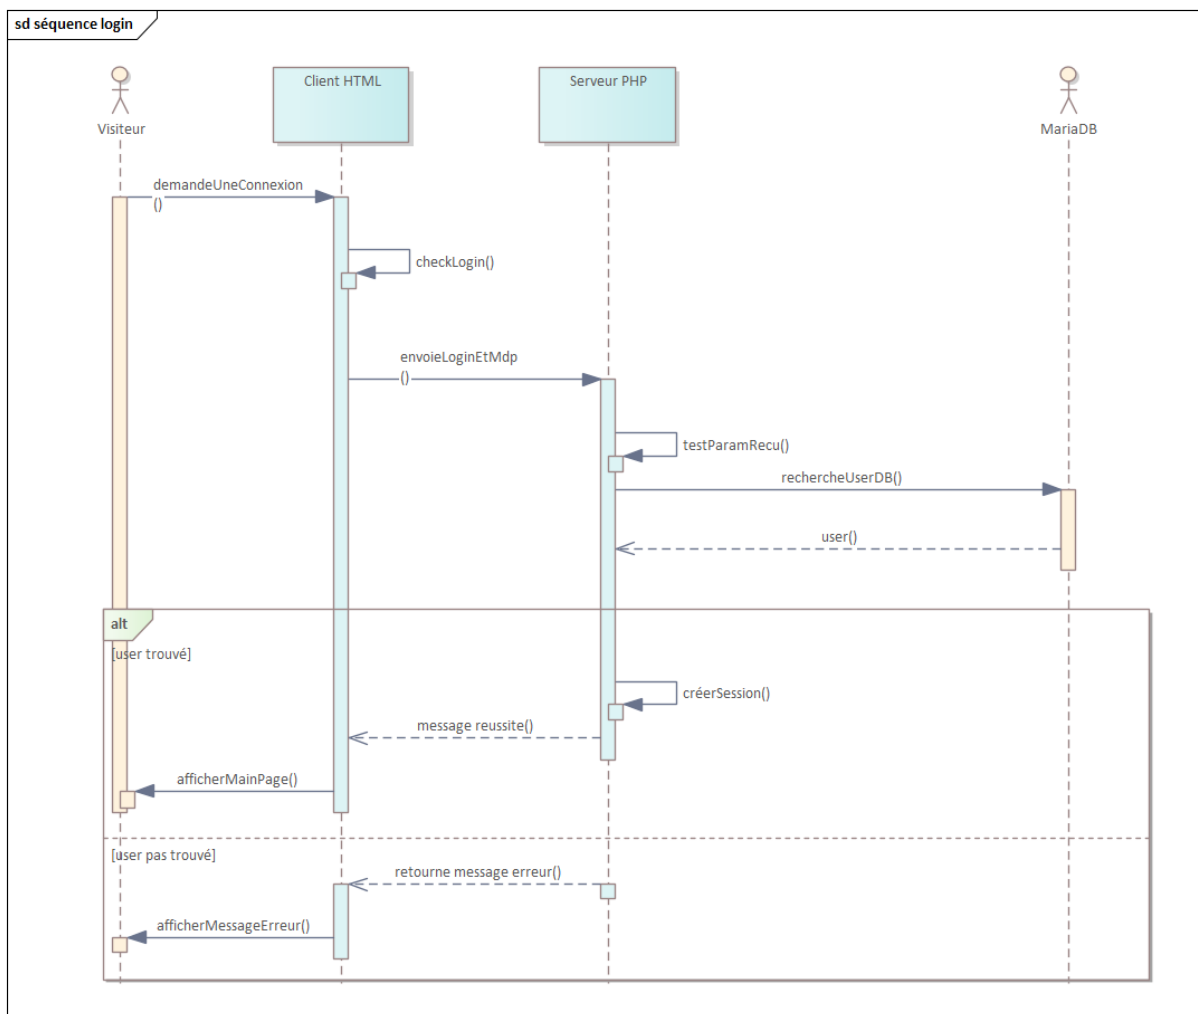 sd séquence login
Client HTML
Serveur PHP
Visiteur
MariaDB
demandeUneConnexion
()
checkLogin()
envoieLoginEtMdp
()
testParamRecu()
rechercheUserDB()
user()
alt
[user trouvé]
créerSession()
message reussite()
afficherMainPage()
[user pas trouvé]
retourne message erreur()
afficherMessageErreur()